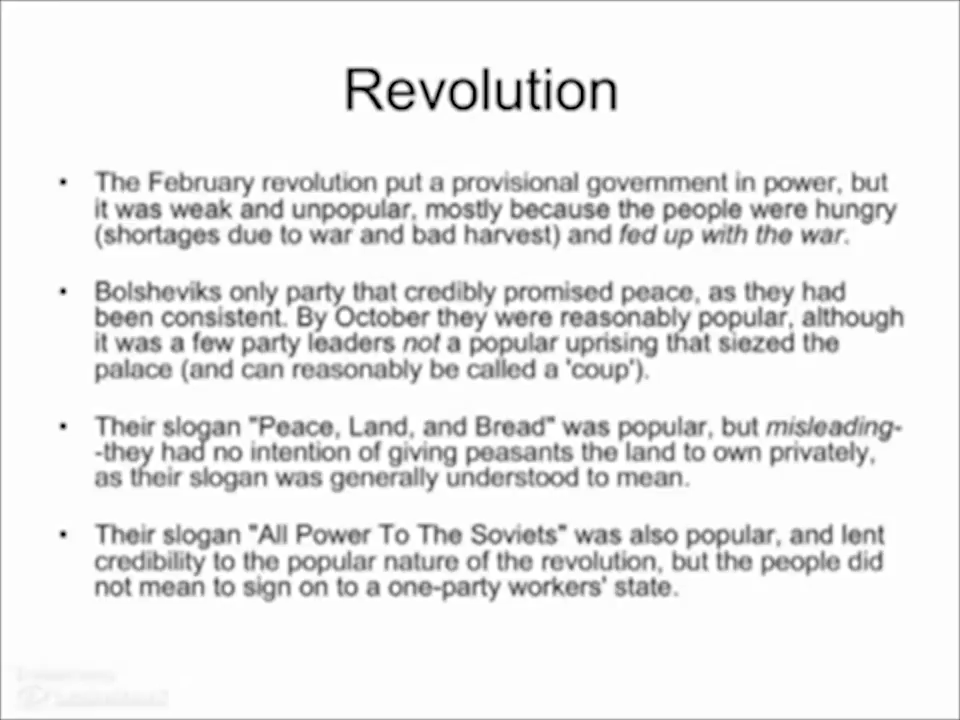 Revolution
• The February revolution put a provisional government in power, but
it was weak and unpopular, mostly because the people were hungry
(shortages due to war and bad harvest) and fed up with the war.
• Bolsheviks only party that credibly promised peace, as they had
been consistent. By October they were reasonably popular, although
it was a few party leaders not a popular uprising that siezed the
palace (and can reasonably be called a 'coup').
• Their slogan "Peace, Land, and Bread" was popular, but misleading-
-they had no intention of giving peasants the land to own privately,
as their slogan was generally understood to mean.
• Their slogan "All Power To The Soviets" was also popular, and lent
credibility to the popular nature of the revolution, but the people did
not mean to sign on to a one-party workers' state.